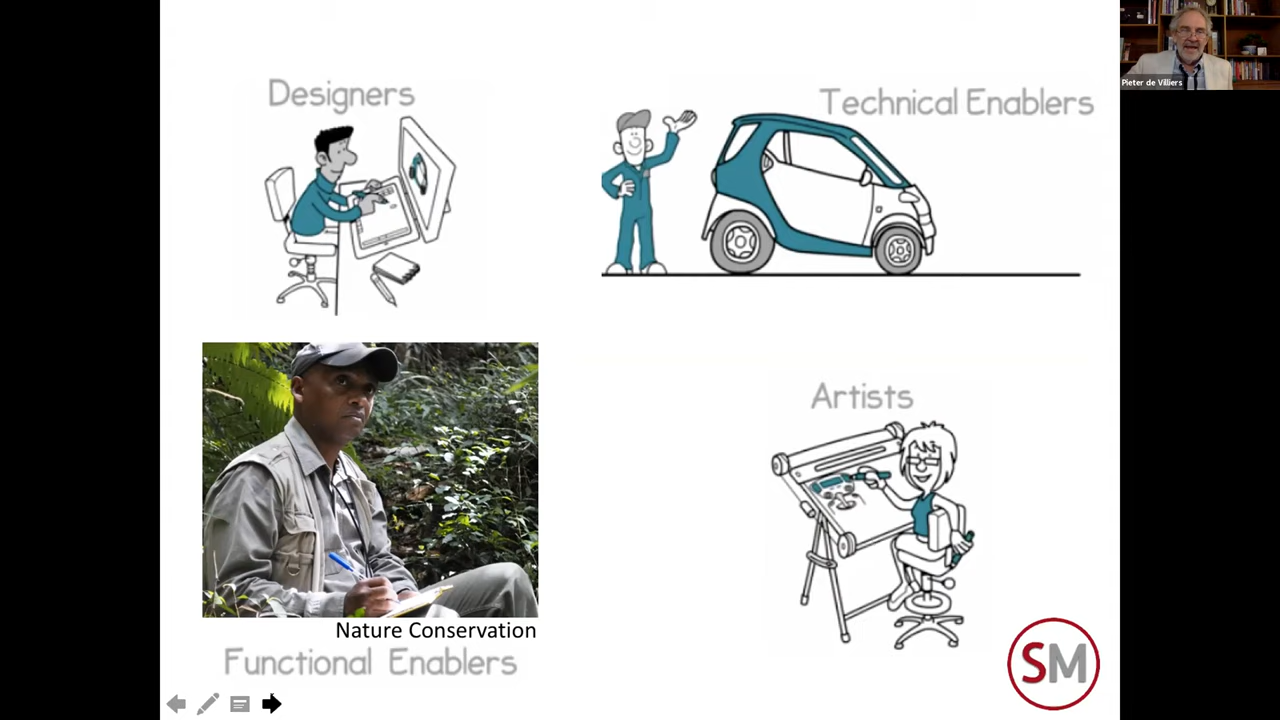 Designers
Technical Enablers
Pieter de Villiers
Artists
Nature Conservation
Functional Enablers
SM